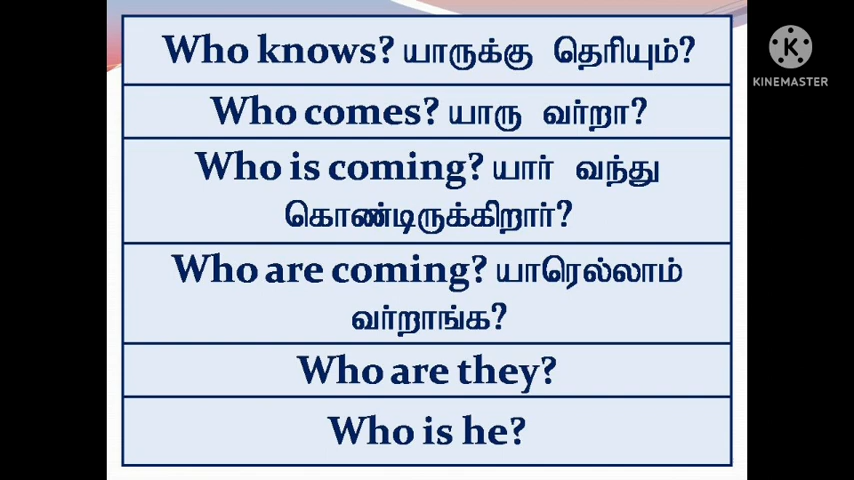 Who knows? யாருக்கு தெரியும்?
Who comes? யாரு வர்றா?
Who is coming? யார் வந்து
கொண்டிருக்கிறார்?
Who are coming? யாரெல்லாம்
வர்றாங்க?
Who are they?
Who is he?
K
KINEMASTER